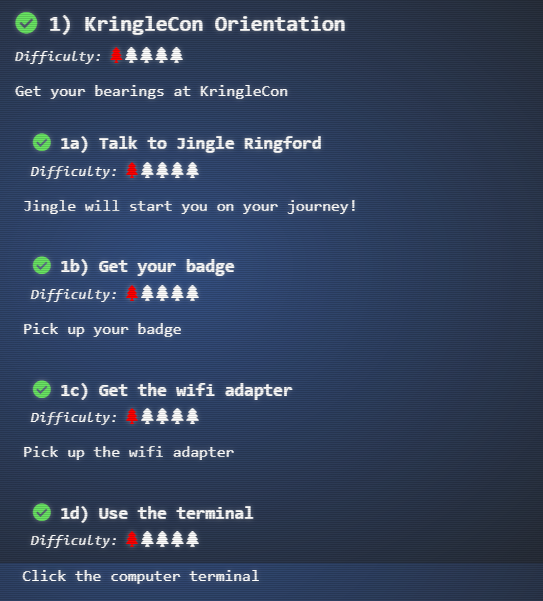 1) KringleCon Orientation
Difficulty:
Get your bearings at KringleCon
1a) Talk to Jingle Ringford
Difficulty:
Jingle will start you on your journey!
1b) Get your badge
Difficulty:
Pick up your badge
1c) Get the wifi adapter
Difficulty:
Pick up the wifi adapter
1d) Use the terminal
Difficulty:
Click the computer terminal